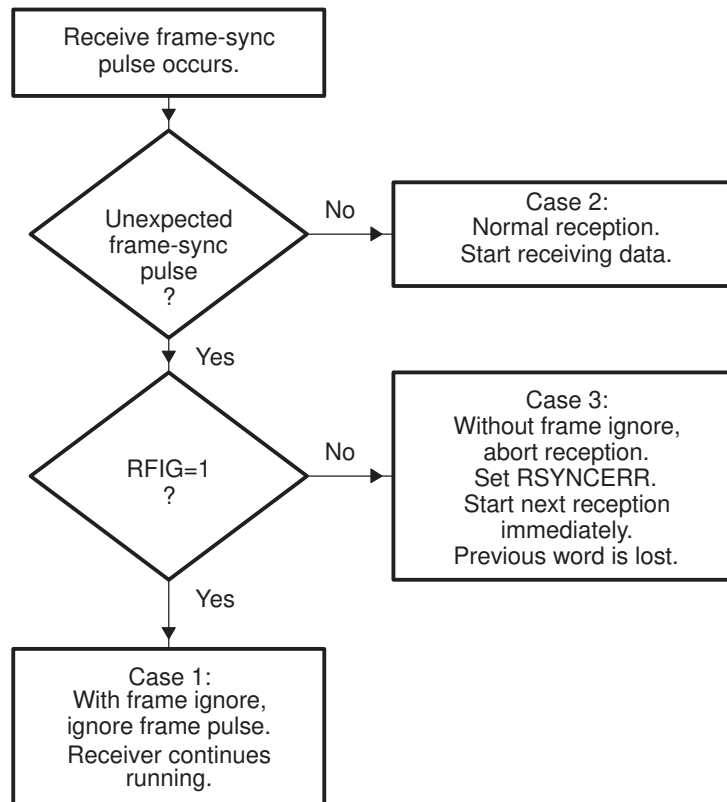 Receive frame-sync
pulse occurs.
Unexpected
frame-sync
pulse
?
No
Case 2:
Normal reception.
Start receiving data.
Yes
RFIG=1
?
No
Case 3:
Without frame ignore,
abort reception.
Set RSYNCERR.
Start next reception
immediately.
Previous word is lost.
Yes
Case 1:
With frame ignore,
ignore frame pulse.
Receiver continues
running.